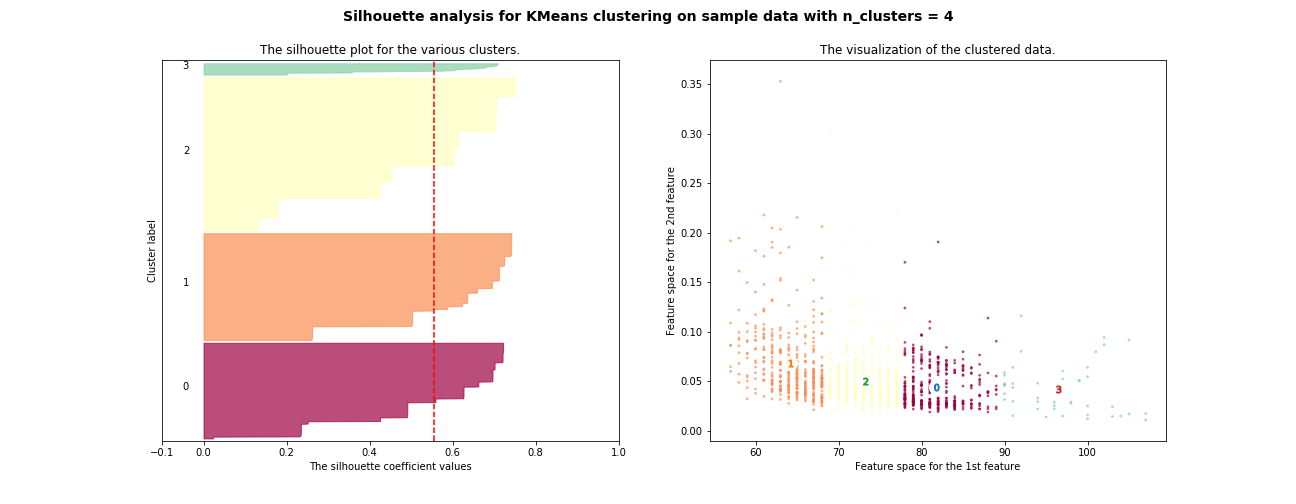 Silhouette analysis for KMeans clustering on sample data with n_clusters = 4
The silhouette plot for the various clusters.
3
2
1
0
Cluster label
-0.1 0.0 0.2 0.4 0.6 0.8 1.0
The silhouette coefficient values
The visualization of the clustered data.
0.35
0.30
0.25
0.20
0.15
0.10
0.05
0.00
Feature space for the 2nd feature
1
2
0
3
60 70 80 90 100
Feature space for the 1st feature